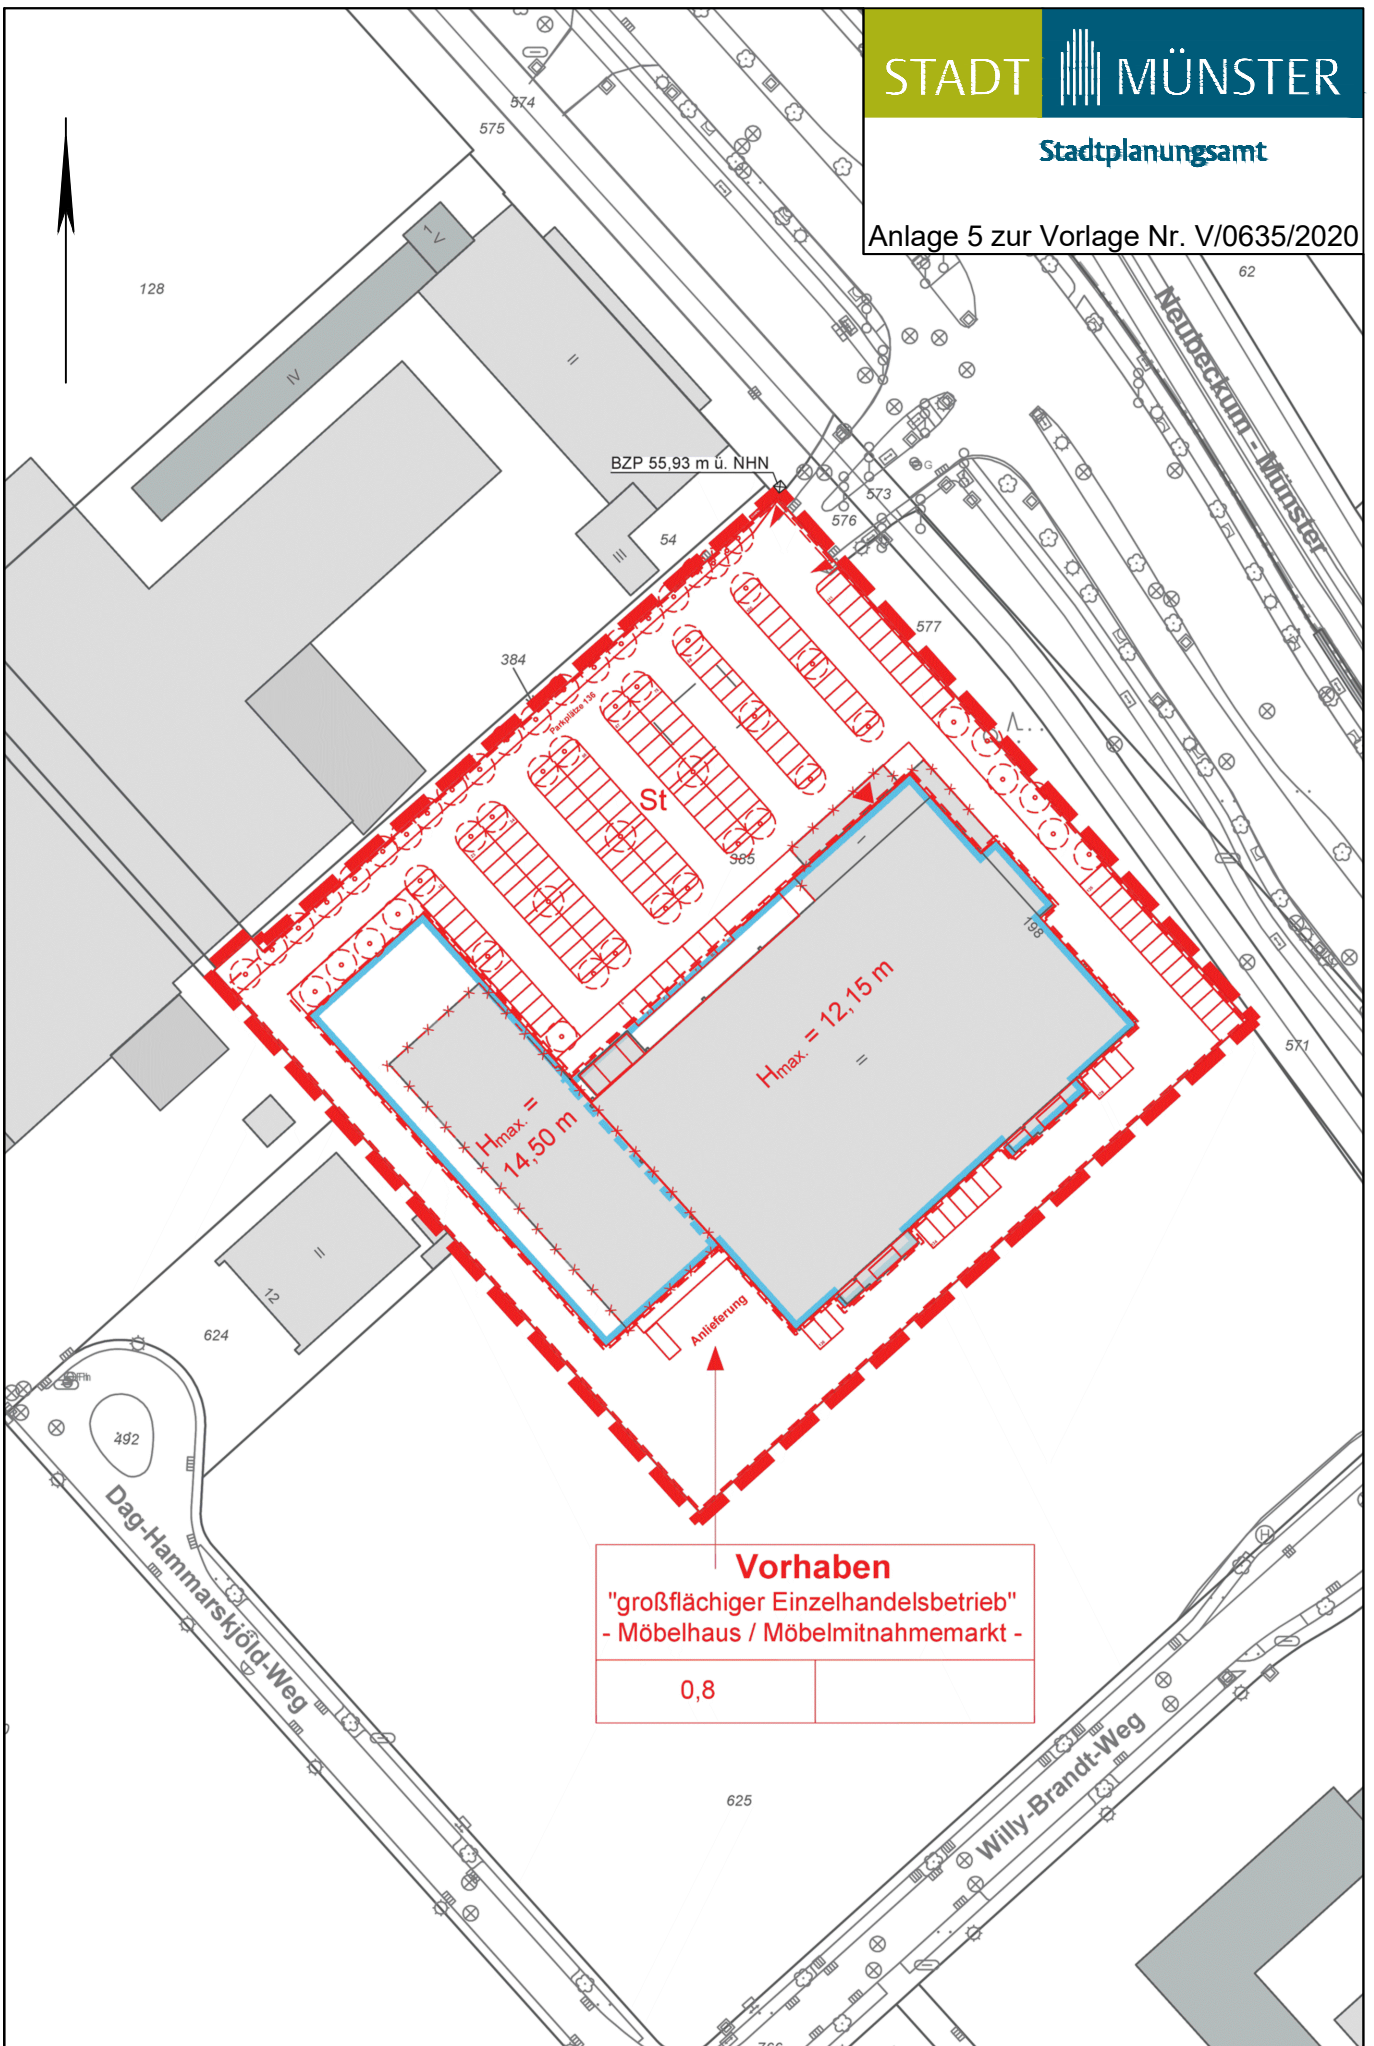 STADT MÜNSTER
Stadtplanungsamt
Anlage 5 zur Vorlage Nr. V/0635/2020
574
575
62
128
1
V
IV
II
Neubeckum - Münster
BZP 55,93 m ü. NHN
573
576
G
54
III
577
384
Parkplätze 136
St
385
I
198
Hmax. = 12,15 m
II
571
Hmax. =
14,50 m
II
12
624
Anlieferung
492
H
Dag-Hammarskjöld-Weg
Vorhaben
"großflächiger Einzelhandelsbetrieb"
- Möbelhaus / Möbelmitnahmemarkt -
0,8
Willy-Brandt-Weg
625